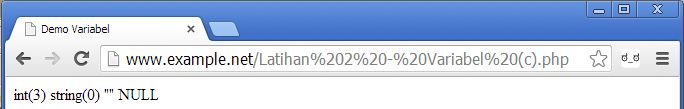 Demo Variabel
www.example.net/Latihan%202%20-%20Variabel%20(c).php
int(3) string(0) "" NULL